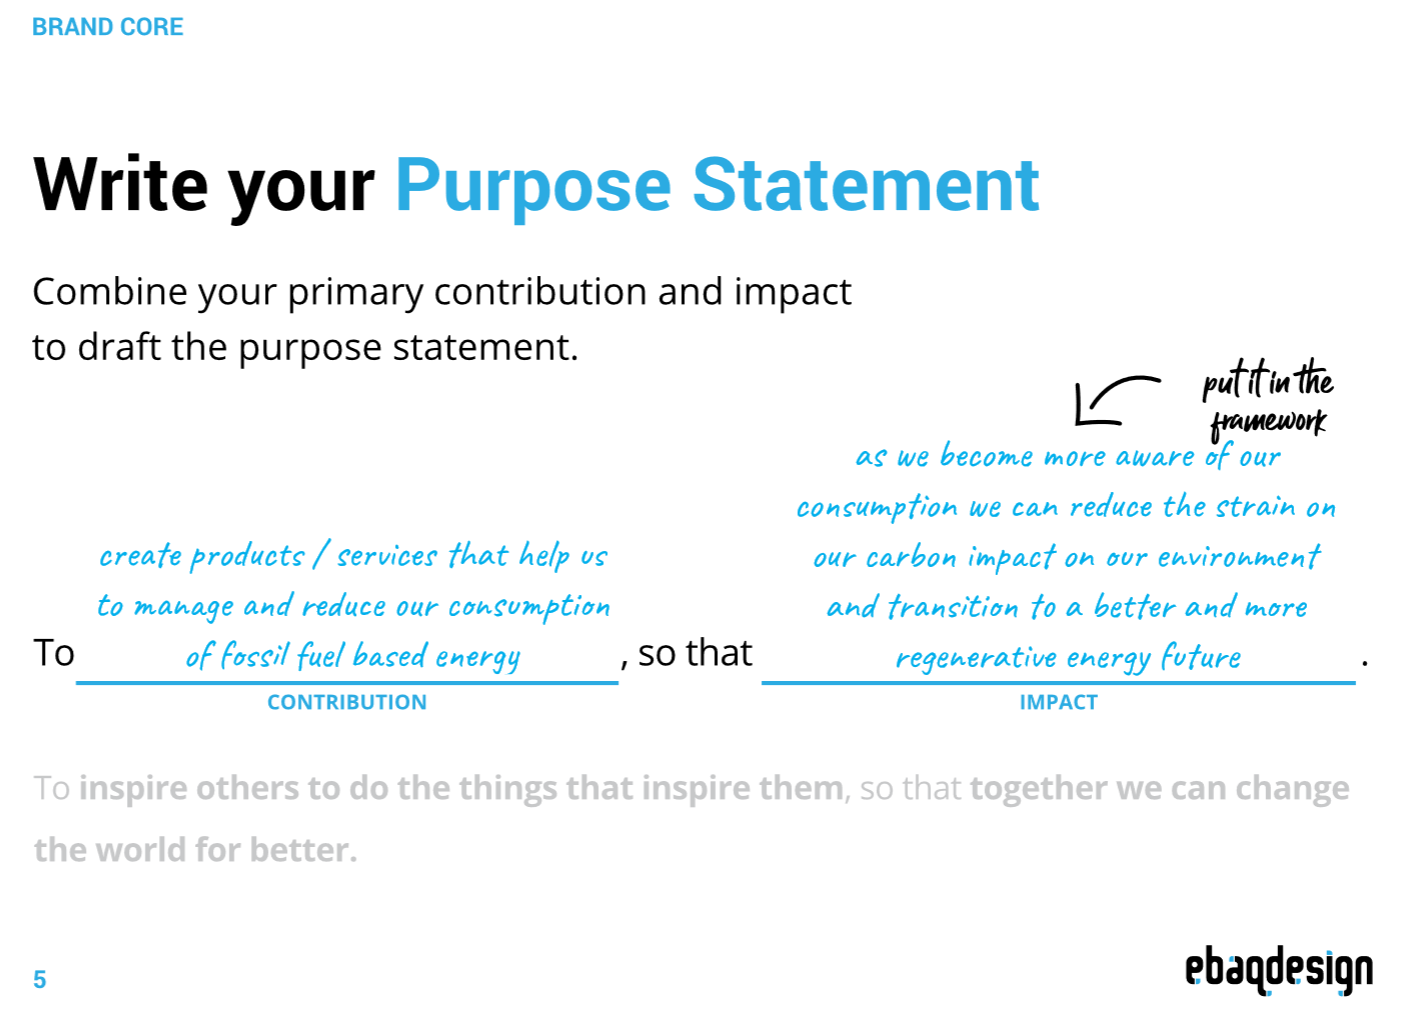 BRAND CORE
Write your Purpose Statement
Combine your primary contribution and impact
to draft the purpose statement.
put it in the
framework
as we become more aware of our
consumption we can reduce the strain on
our carbon impact on our environment
and transition to a better and more
regenerative energy future
create products / services that help us
to manage and reduce our consumption
of fossil fuel based energy
To , so that .
CONTRIBUTION
IMPACT
To inspire others to do the things that inspire them, so that together we can change
the world for better.
5
ebaqdesign